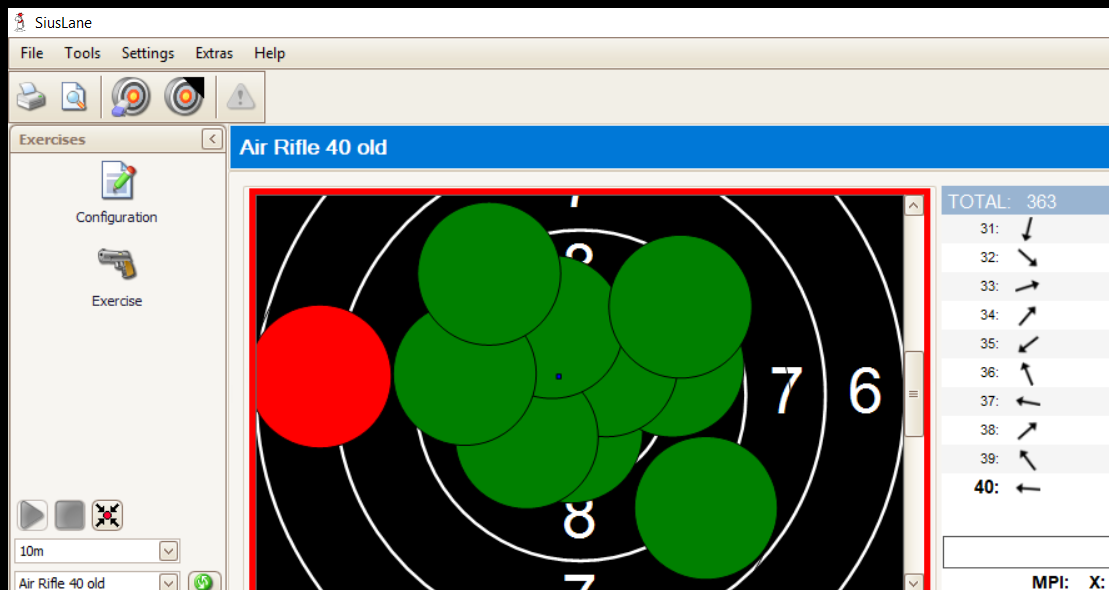 SiusLane
File Tools Settings Extras Help
Exercises
Configuration
Exercise
10m
Air Rifle 40 old
Air Rifle 40 old
8
7 6
8
7
TOTAL: 363
31:
32:
33:
34:
35:
36:
37:
38:
39:
40:
MPI: X: